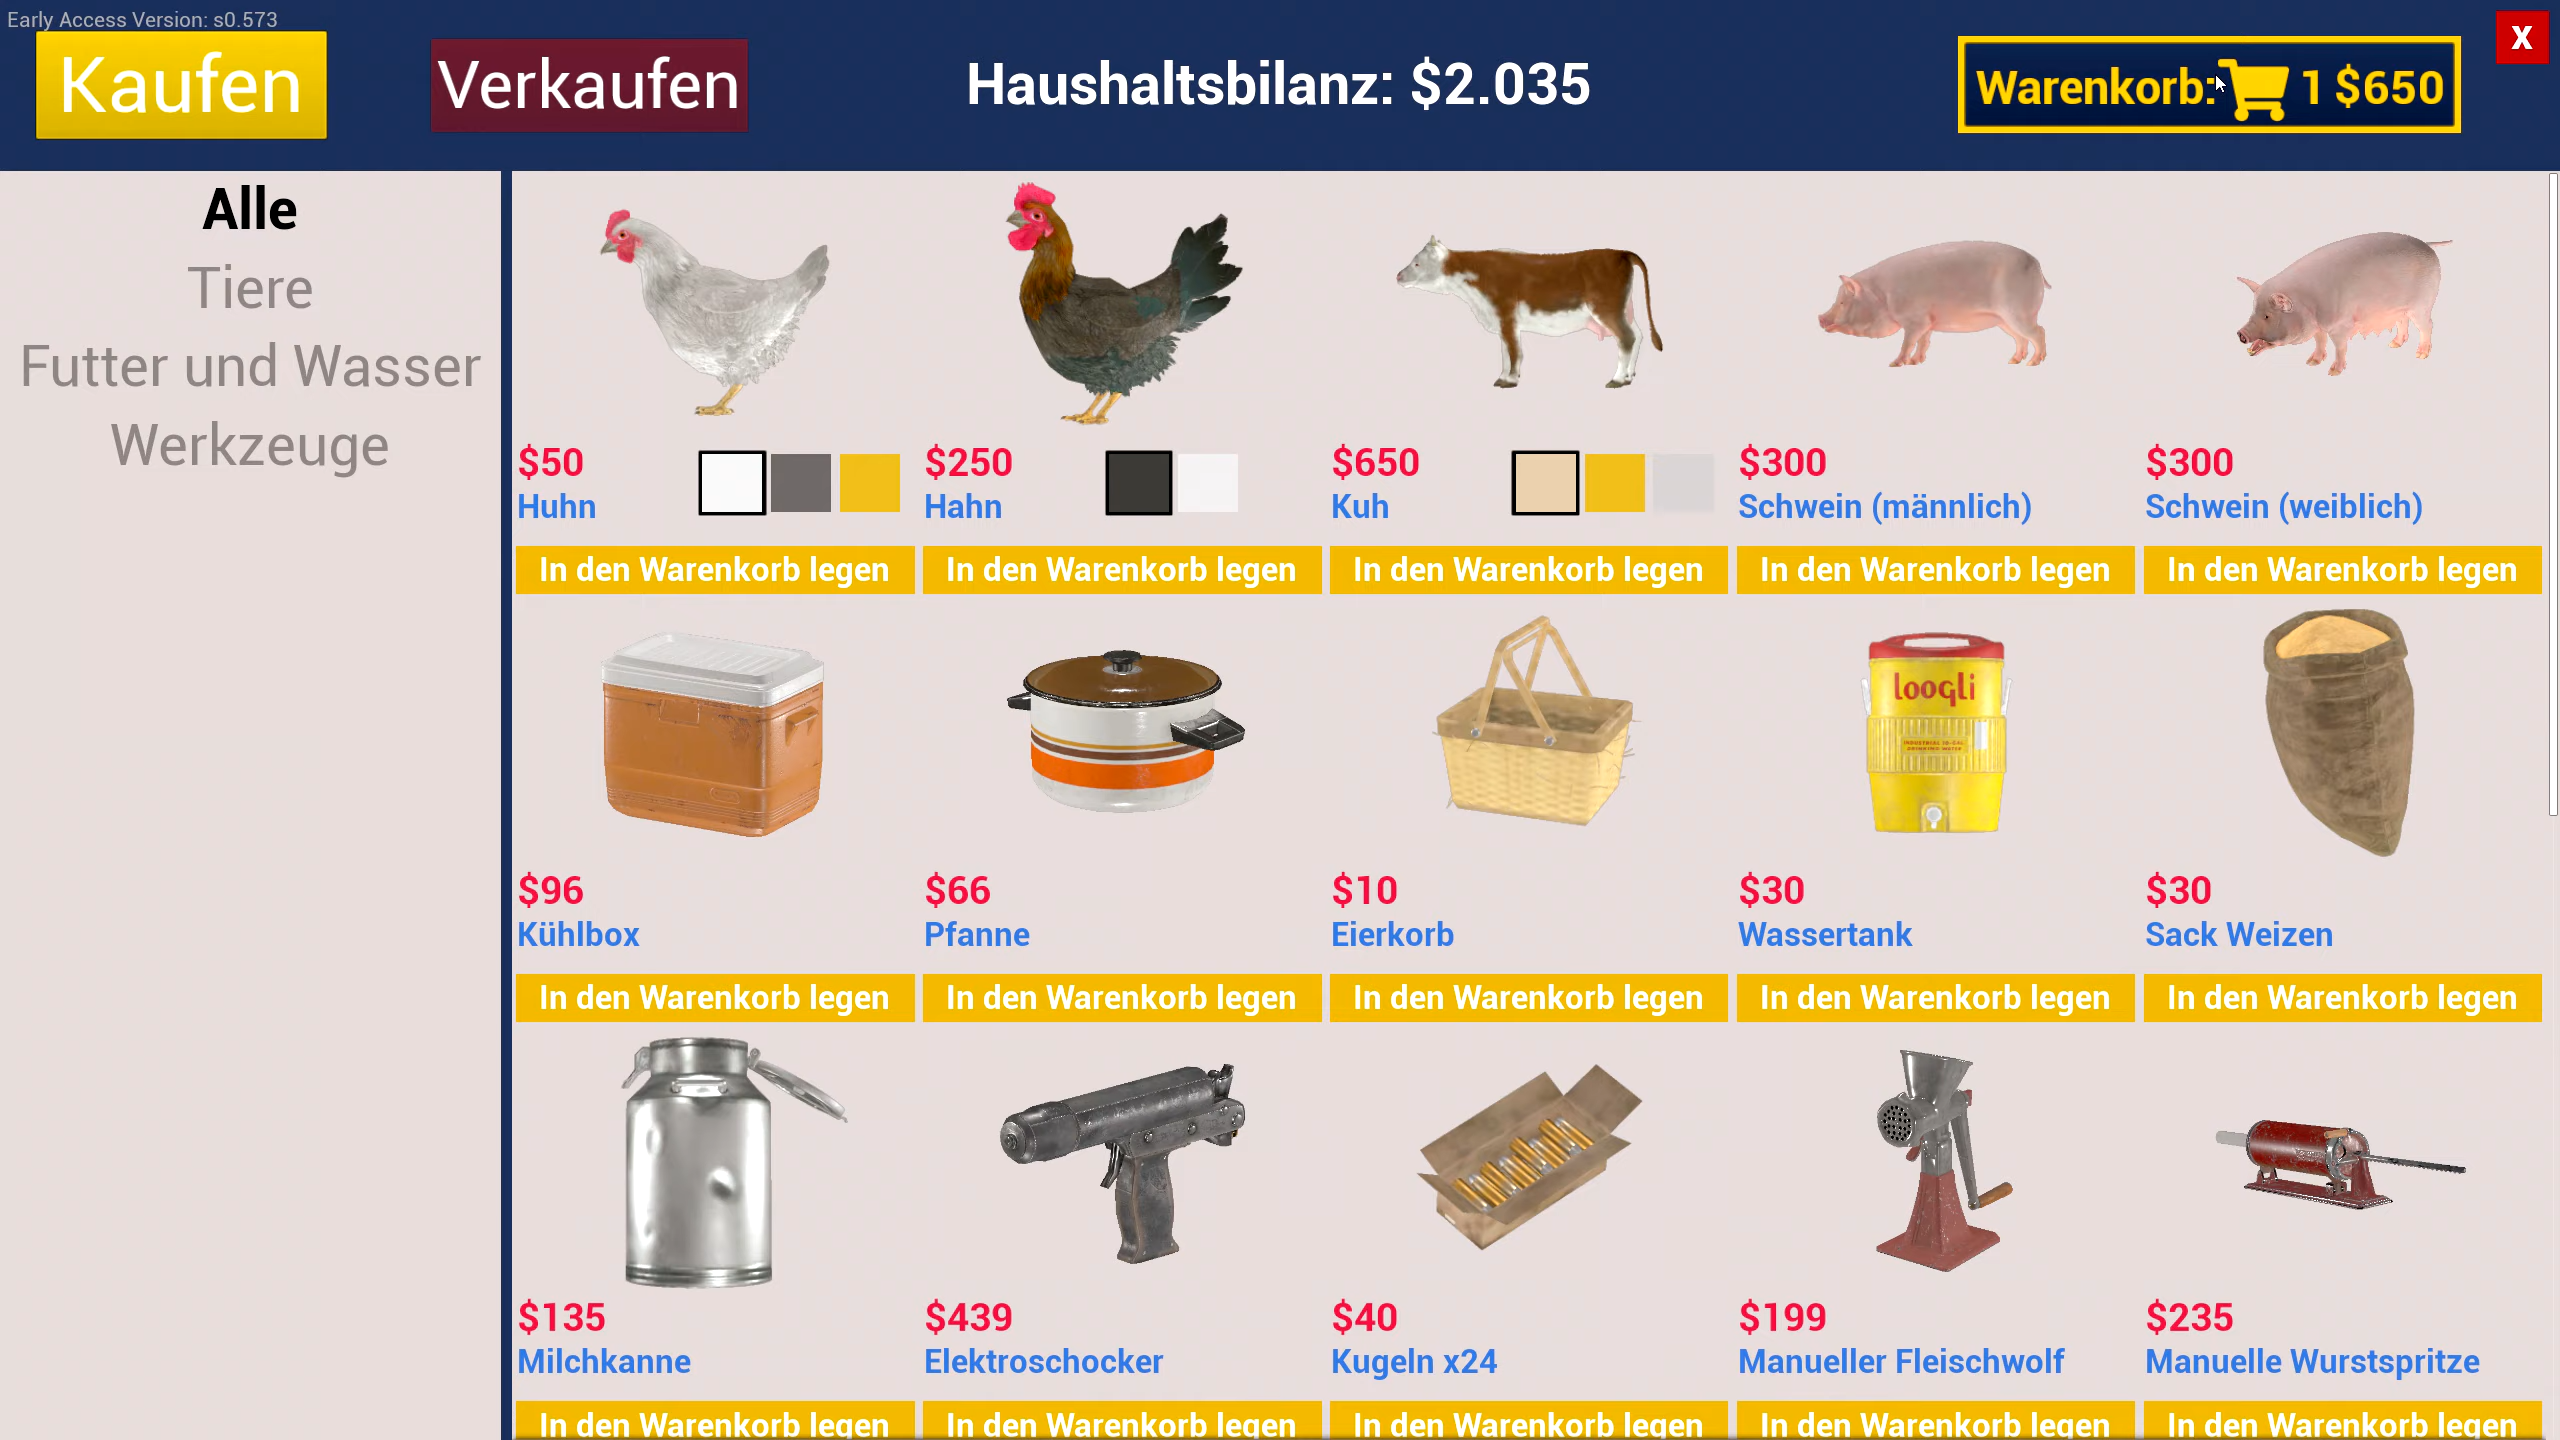 Early Access Version: s0.573
Kaufen
Verkaufen
Haushaltsbilanz: $2.035
Warenkorb: 1 $650
X
Alle
Tiere
Futter und Wasser
Werkzeuge
$50
Huhn
In den Warenkorb legen
$250
Hahn
In den Warenkorb legen
$650
Kuh
In den Warenkorb legen
$300
Schwein (männlich)
In den Warenkorb legen
$300
Schwein (weiblich)
In den Warenkorb legen
$96
Kühlbox
In den Warenkorb legen
$66
Pfanne
In den Warenkorb legen
$10
Eierkorb
In den Warenkorb legen
loogli
$30
Wassertank
In den Warenkorb legen
$30
Sack Weizen
In den Warenkorb legen
$135
Milchkanne
In den Warenkorb legen
$439
Elektroschocker
In den Warenkorb legen
$40
Kugeln x24
In den Warenkorb legen
$199
Manueller Fleischwolf
In den Warenkorb legen
$235
Manuelle Wurstspritze
In den Warenkorb legen